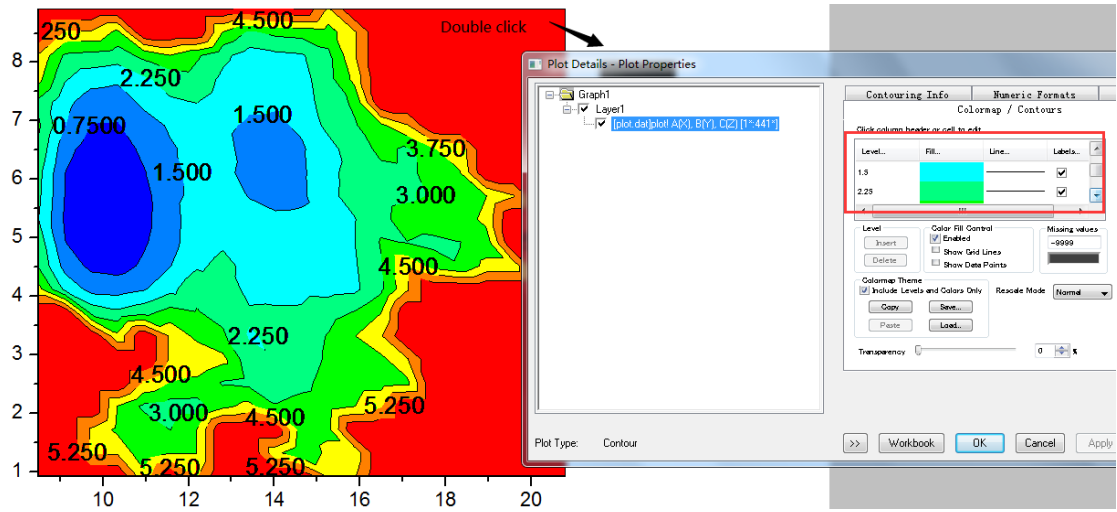 4.500
250
Double click
8
2.250
7
0.7500
1.500
3.750
6
1.500
3.000
5
4.500
4
2.250
3
4.500
3.000
4.500
5.250
2
5.250
5.250
5.250
1
10 12 14 16 18 20
Plot Details - Plot Properties
Graph1
Layer1
[plot.dat]plot! A(X), B(Y), C(Z) [1*:441*]
Contouring Info Numeric Formats
Colormap / Contours
Click column header or cell to edit
Level... Fill... Line... Labels...
1.5
2.25
Level Color Fill Control Missing values
Insert Enabled -9999
Show Grid Lines
Delete Show Data Points
Colormap Theme
Include Levels and Colors Only Rescale Mode Normal
Copy Save...
Paste Load...
Transparency 0 %
Plot Type: Contour
>> Workbook OK Cancel Apply